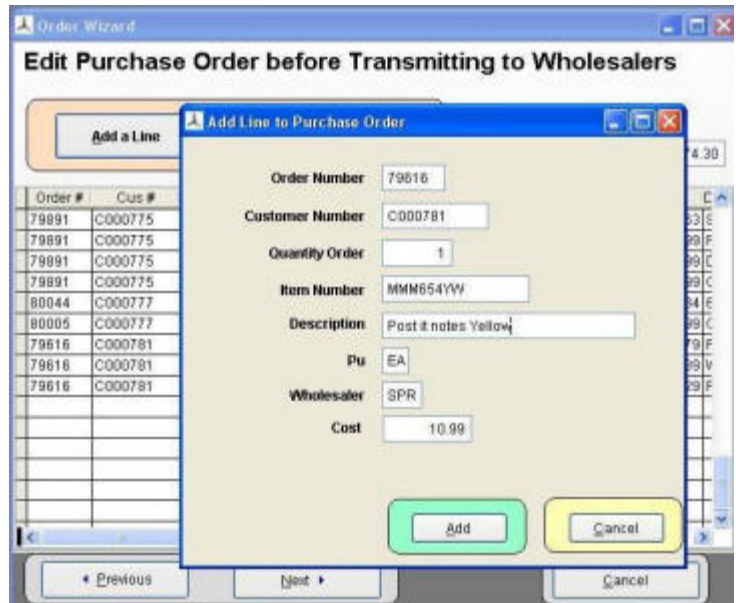 Order Wizard
Edit Purchase Order before Transmitting to Wholesalers
Add a Line
4.30
Order # Cus #
79891 C000775
79891 C000775
79891 C000775
79891 C000775
80044 C000777
80005 C000777
79616 C000781
79616 C000781
79616 C000781
Add Line to Purchase Order
Order Number 79616
Customer Number C000781
Quantity Order 1
Item Number MMM654YW
Description Post it notes Yellow
Pu EA
Wholesaler SPR
Cost 10.99
Add Cancel
Previous Next Cancel